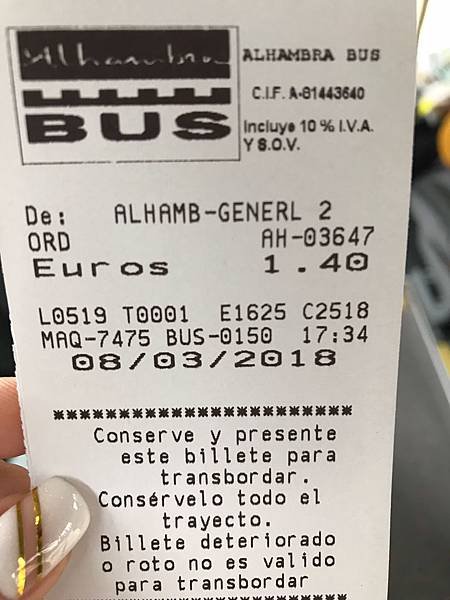 Alhambra
BUS
ALHAMBRA BUS
C.I.F. A-81443640
Incluye 10 % I.V.A.
Y S.O.V.
De: ALHAMB-GENERL 2
ORD AH-03647
Euros 1.40
L0519 T0001 E1625 C2518
MAQ-7475 BUS-0150 17:34
08/03/2018
************************
Conserve y presente
este billete para
transbordar.
Consérvelo todo el
trayecto.
Billete deteriorado
o roto no es valido
para transbordar